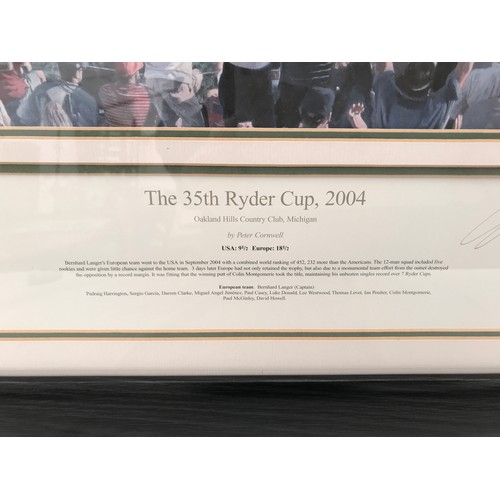 The 35th Ryder Cup, 2004
Oakland Hills Country Club, Michigan
by Peter Cornwell
USA: 9½ Europe: 18½
Bernhard Langer's European team went to the USA in September 2004 with a combined world ranking of 452, 232 more than the Americans. The 12-man squad included five
rookies and were given little chance against the home team. 3 days later Europe had not only retained the trophy, but also due to a monumental team effort from the outset destroyed
the opposition by a record margin. It was fitting that the winning putt of Colin Montgomerie took the title, maintaining his unbeaten singles record over 7 Ryder Cups.
European team: Bernhard Langer (Captain)
Padraig Harrington, Sergio Garcia, Darren Clarke, Miguel Angel Jiminez, Paul Casey, Luke Donald, Lee Westwood, Thomas Levet, Ian Poulter, Colin Montgomerie,
Paul McGinley, David Howell.